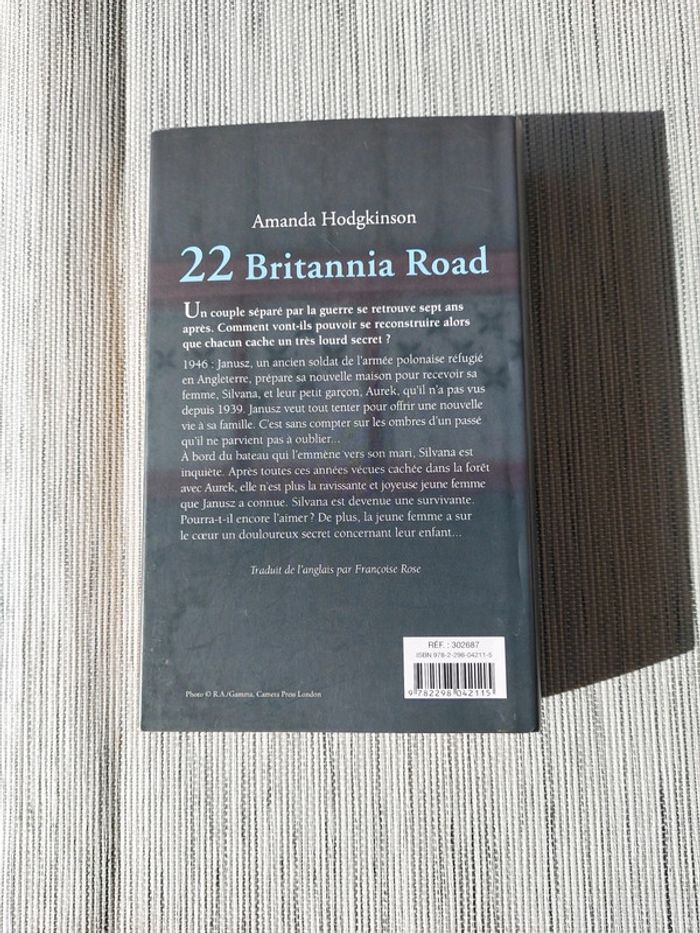 Amanda Hodgkinson
22 Britannia Road
Un couple séparé par la guerre se retrouve sept ans
après. Comment vont-ils pouvoir se reconstruire alors
que chacun cache un très lourd secret ?
1946 : Janusz, un ancien soldat de l'armée polonaise réfugié
en Angleterre, prépare sa nouvelle maison pour recevoir sa
femme, Silvana, et leur petit garçon, Aurek, qu'il n'a pas vus
depuis 1939. Janusz veut tout tenter pour offrir une nouvelle
vie à sa famille. C'est sans compter sur les ombres d'un passé
qu'il ne parvient pas à oublier...
À bord du bateau qui l'emmène vers son mari, Silvana est
inquiète. Après toutes ces années vécues cachée dans la forêt
avec Aurek, elle n'est plus la ravissante et joyeuse jeune femme
que Janusz a connue. Silvana est devenue une survivante.
Pourra-t-il encore l'aimer ? De plus, la jeune femme a sur
le cœur un douloureux secret concernant leur enfant...
Traduit de l'anglais par Françoise Rose
RÉF. : 302687
ISBN 978-2-298-04211-5
9 782298 042115
Photo © R.A./Gamma, Camera Press London